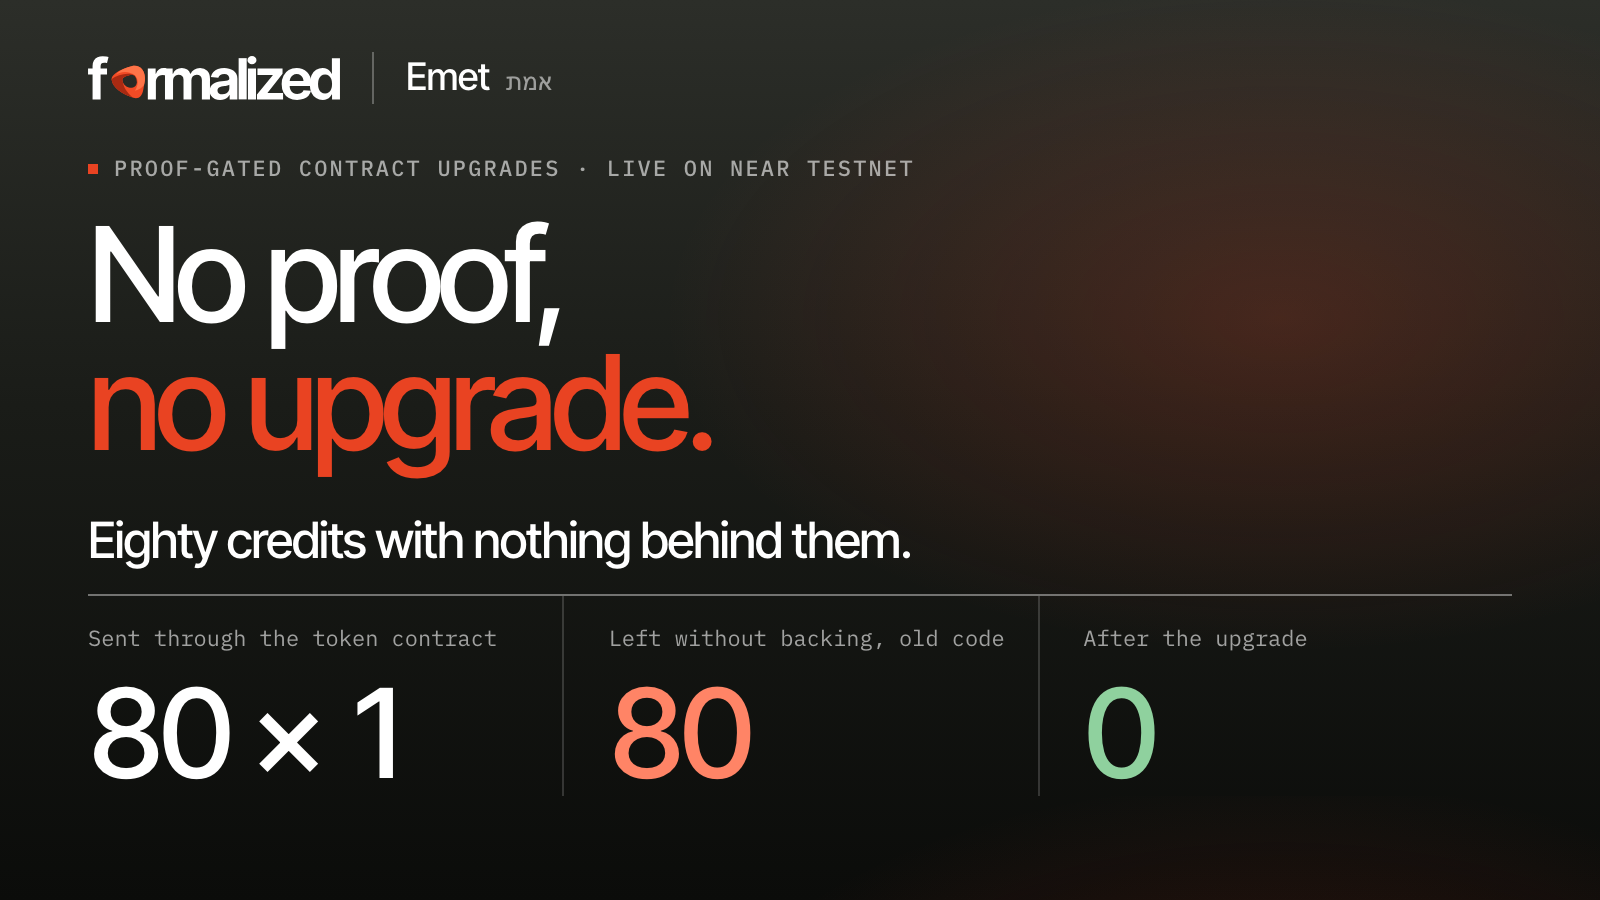 formalized
Emet אמת
PROOF-GATED CONTRACT UPGRADES · LIVE ON NEAR TESTNET
No proof,
no upgrade.
Eighty credits with nothing behind them.
Sent through the token contract
80 × 1
Left without backing, old code
80
After the upgrade
0